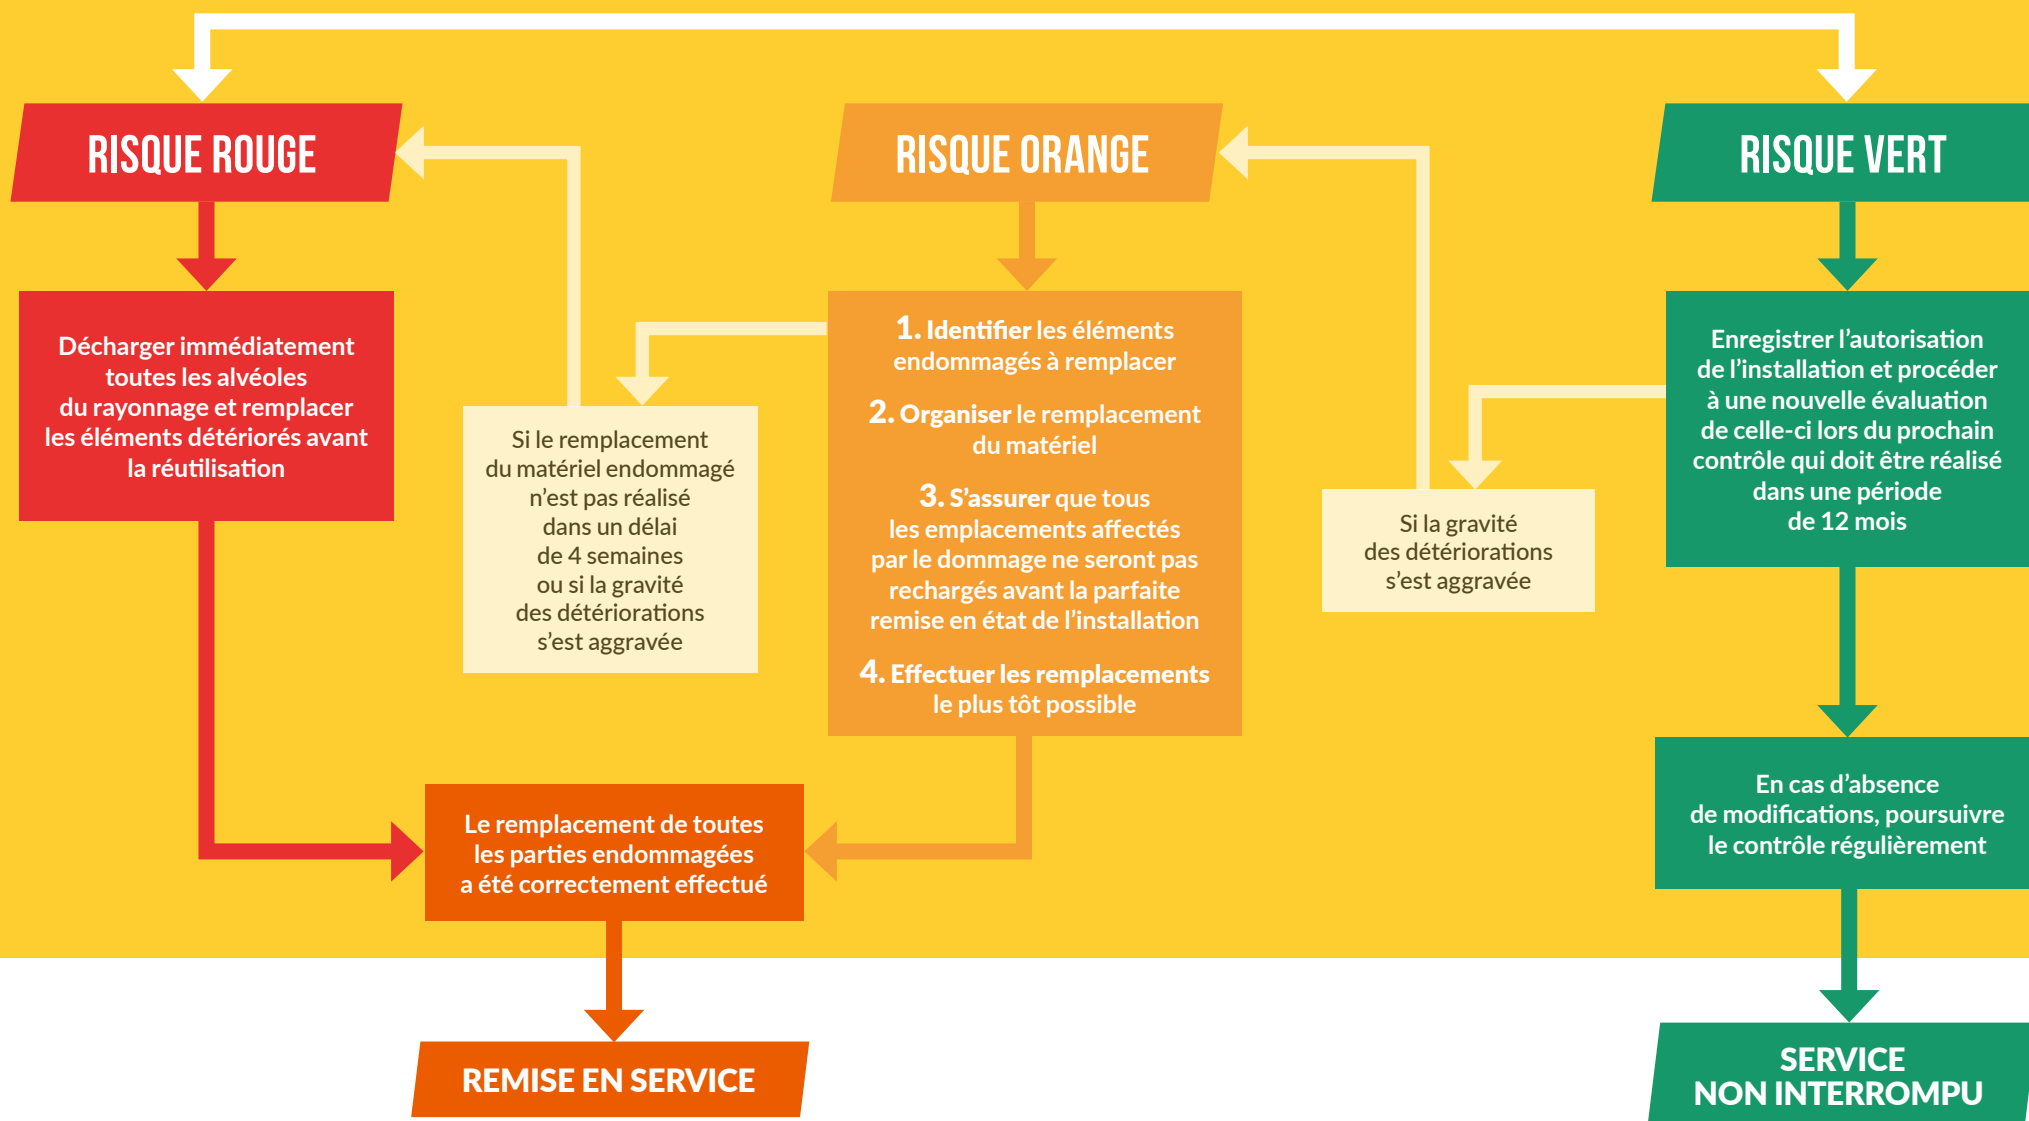 RISQUE ROUGE
RISQUE ORANGE
RISQUE VERT
Décharger immédiatement
toutes les alvéoles
du rayonnage et remplacer
les éléments détériorés avant
la réutilisation
Si le remplacement
du matériel endommagé
n’est pas réalisé
dans un délai
de 4 semaines
ou si la gravité
des détériorations
s’est aggravée
1. Identifier les éléments
endommagés à remplacer
2. Organiser le remplacement
du matériel
3. S’assurer que tous
les emplacements affectés
par le dommage ne seront pas
rechargés avant la parfaite
remise en état de l’installation
4. Effectuer les remplacements
le plus tôt possible
Si la gravité
des détériorations
s’est aggravée
Enregistrer l’autorisation
de l’installation et procéder
à une nouvelle évaluation
de celle-ci lors du prochain
contrôle qui doit être réalisé
dans une période
de 12 mois
Le remplacement de toutes
les parties endommagées
a été correctement effectué
En cas d’absence
de modifications, poursuivre
le contrôle régulièrement
REMISE EN SERVICE
SERVICE
NON INTERROMPU